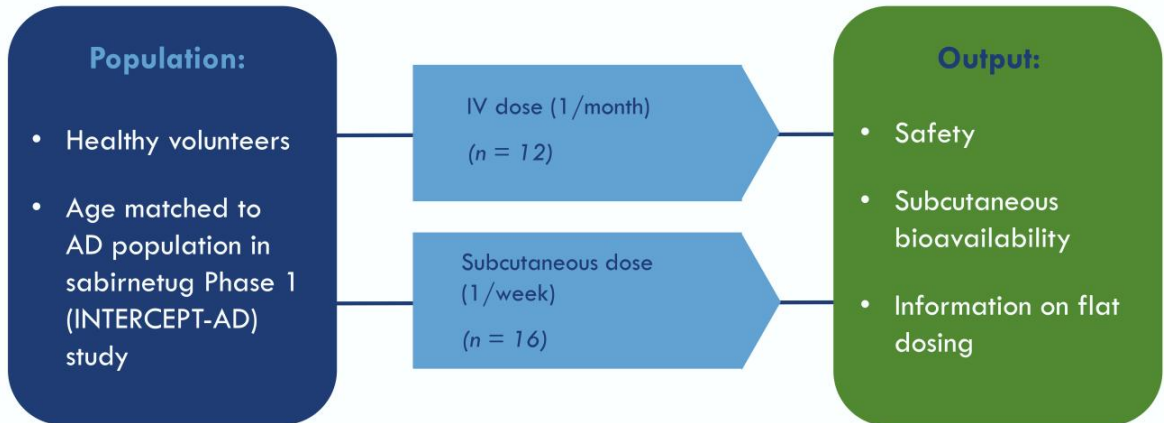 Population:
• Healthy volunteers
• Age matched to
AD population in
sabirnetug Phase 1
(INTERCEPT-AD)
study
IV dose (1/month)
(n = 12)
Subcutaneous dose
(1/week)
(n = 16)
Output:
• Safety
• Subcutaneous
bioavailability
• Information on flat
dosing